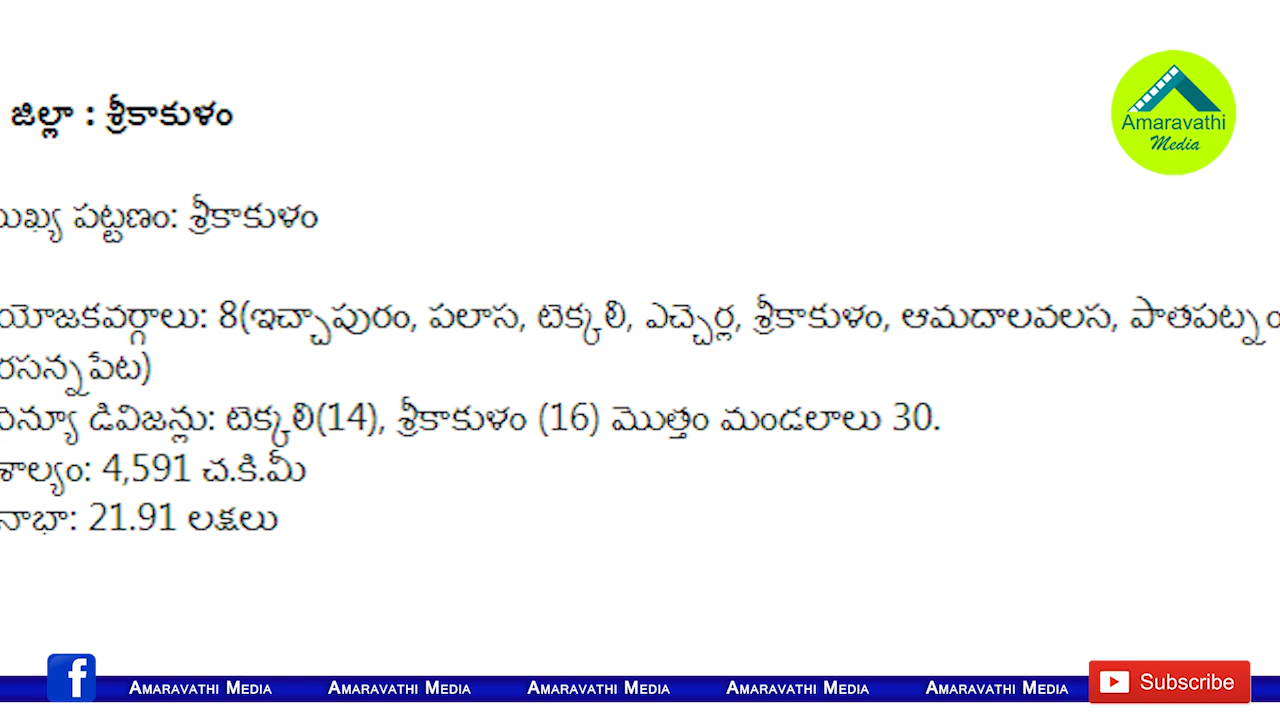 జిల్లా : శ్రీకాకుళం
Amaravathi
Media
ముఖ్య పట్టణం: శ్రీకాకుళం
యోజకవర్గాలు: 8(ఇచ్చాపురం, పలాస, టెక్కలి, ఎచ్చెర్ల, శ్రీకాకుళం, ఆమదాలవలస, పాతపట్నం
రసన్నపేట)
విన్యూ డివిజన్లు: టెక్కలి(14), శ్రీకాకుళం (16) మొత్తం మండలాలు 30.
శాల్యం: 4,591 చ.కి.మీ
నాభా: 21.91 లక్షలు
f Amaravathi Media Amaravathi Media Amaravathi Media Amaravathi Media Amaravathi Media Subscribe